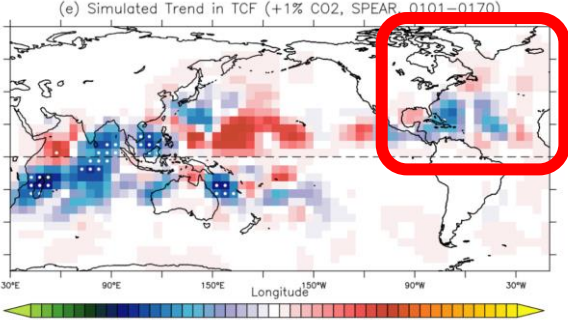 (e) Simulated Trend in TCF (+1% CO2, SPEAR, 0101-0170)
30°E 90°E 150°E 150°W 90°W 30°W
Longitude